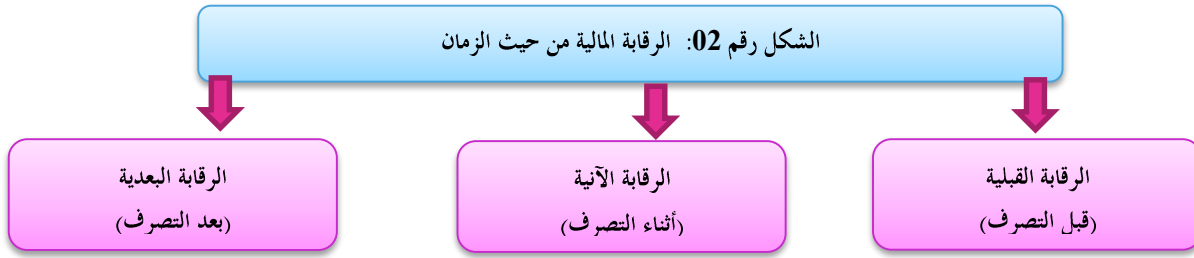 الشكل رقم 02: الرقابة المالية من حيث الزمان
الرقابة القبلية
(قبل التصرف)
الرقابة الآنية
(أثناء التصرف)
الرقابة البعدية
(بعد التصرف)